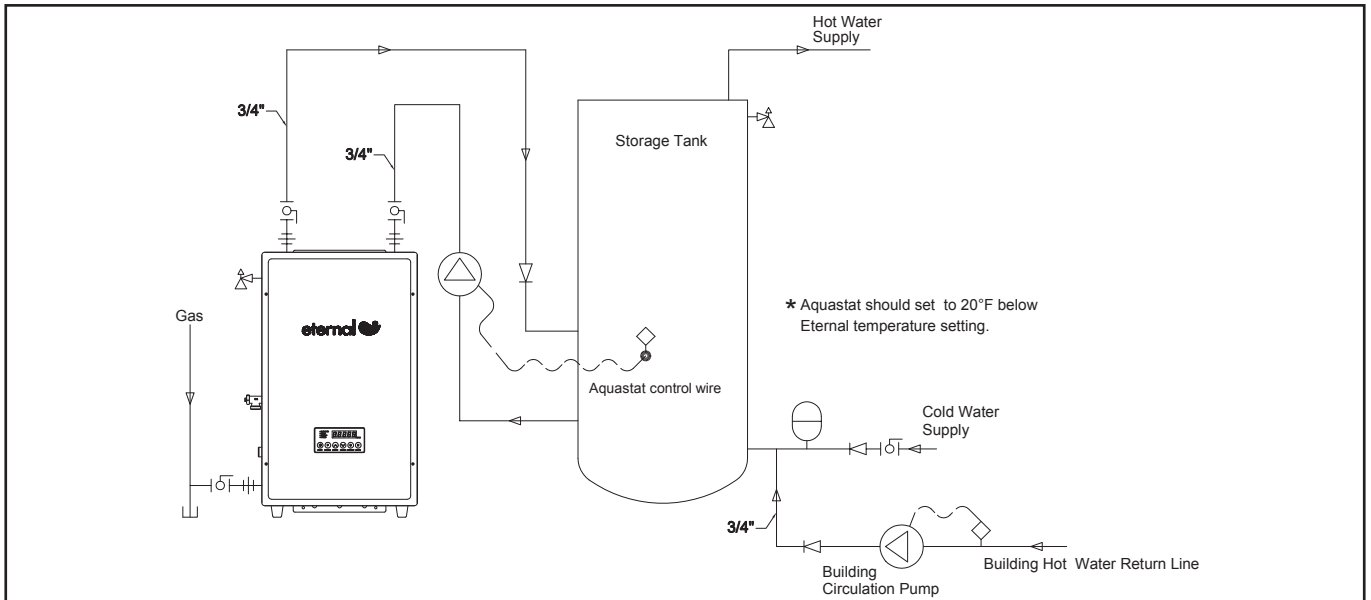 Hot Water
Supply
3/4"
3/4"
Storage Tank
Gas
eternal
* Aquastat should set to 20°F below
Eternal temperature setting.
Aquastat control wire
Cold Water
Supply
3/4"
Building
Circulation Pump
Building Hot Water Return Line